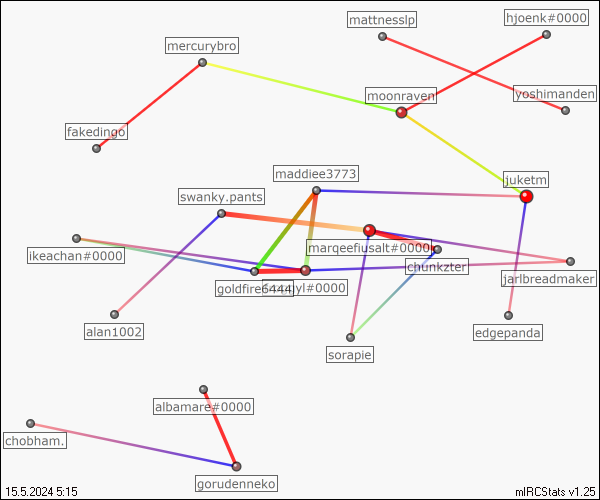 mattnesslp
hjoenk#0000
mercurybro
moonraven
yoshimanden
fakedingo
maddiee3773
juketm
swanky.pants
marqeefiusalt#0000
ikeachan#0000
chunkzter
jarlbreadmaker
goldfire6444
#0000
alan1002
edgepanda
sorapie
albamare#0000
chobham.
gorudenneko
15.5.2024 5:15
mIRCStats v1.25